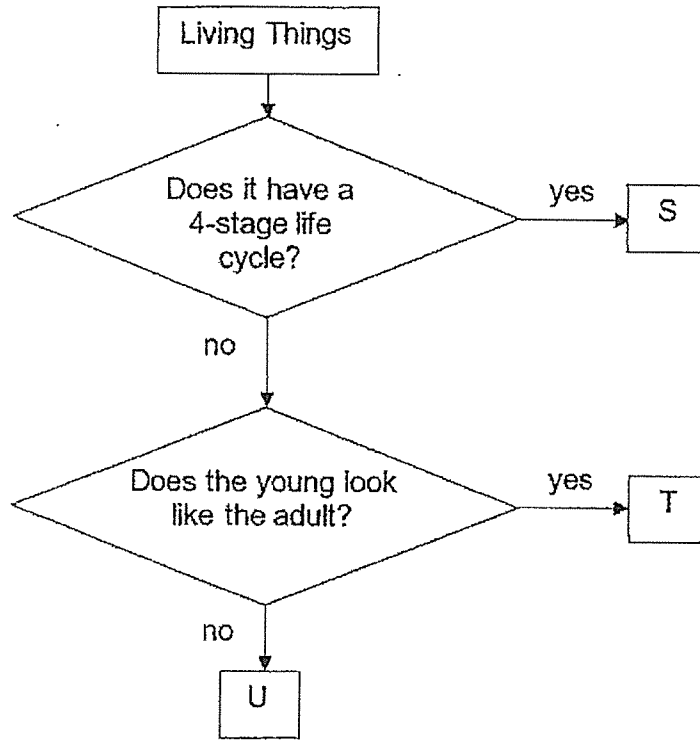 Living Things
Does it have a
4-stage life
cycle?
yes
S
no
Does the young look
like the adult?
yes
T
no
U